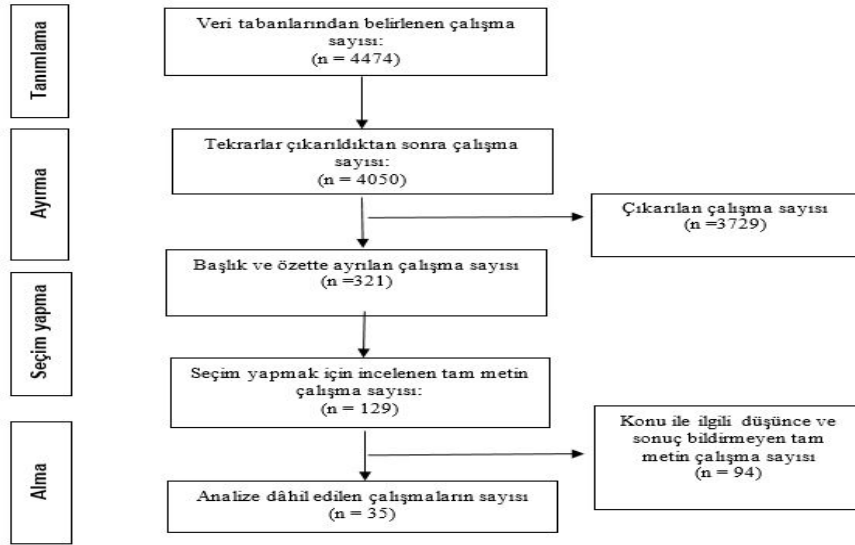 Tanımlama
Veri tabanlarından belirlenen çalışma
sayısı:
(n = 4474)
Ayırma
Tekrarlar çıkarıldıktan sonra çalışma
sayısı:
(n = 4050)
Çıkarılan çalışma sayısı
(n =3729)
Başlık ve özette ayrılan çalışma sayısı
(n =321)
Seçim yapma
Seçim yapmak için incelenen tam metin
çalışma sayısı:
(n = 129)
Konu ile ilgili düşünce ve
sonuç bildirmeyen tam
metin çalışma sayısı
(n = 94)
Alma
Analize dâhil edilen çalışmaların sayısı
(n = 35)